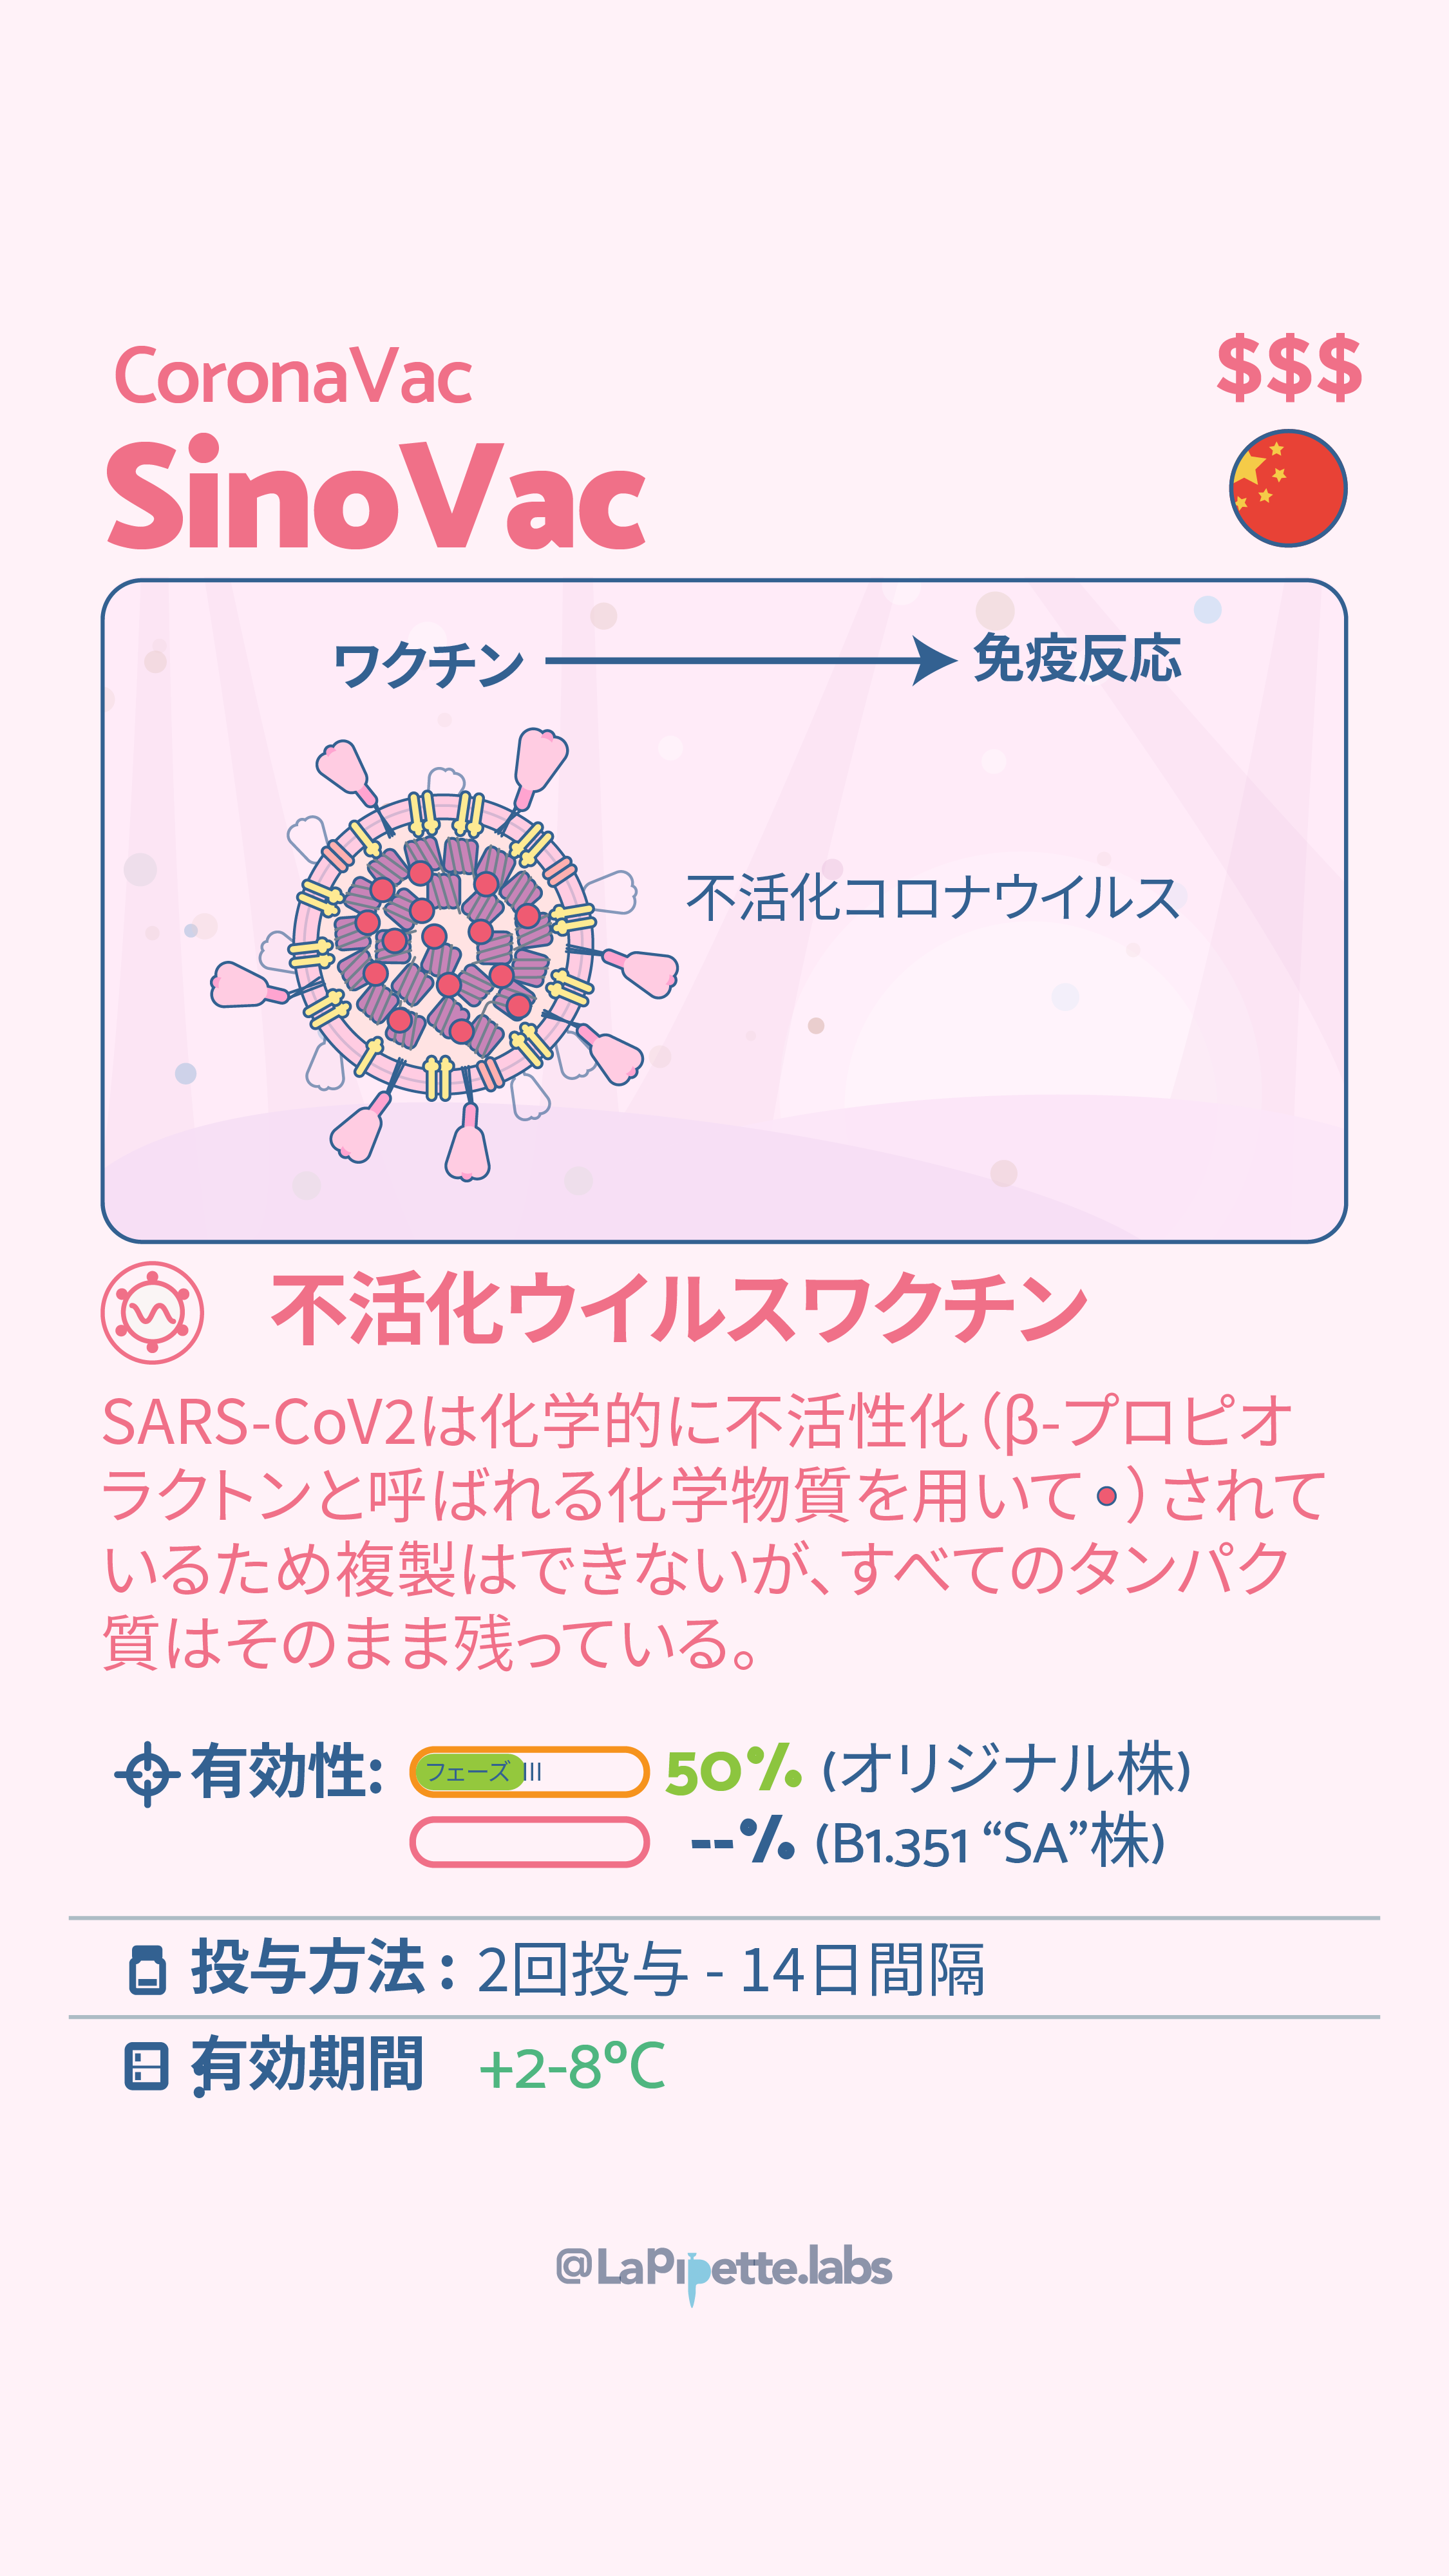 CoronaVac
$$$
SinoVac
ワクチン
免疫反応
不活化コロナウイルス
不活化ウイルスワクチン
SARS-CoV2は化学的に不活性化（β-プロピオ
ラクトンと呼ばれる化学物質を用いて）されて
いるため複製はできないが、すべてのタンパク
質はそのまま残っている。
有効性: フェーズ III 50% (オリジナル株)
--% (B1.351 “SA”株)
投与方法 : 2回投与 - 14日間隔
有効期間 : +2-8ºC
@Lapipette.labs